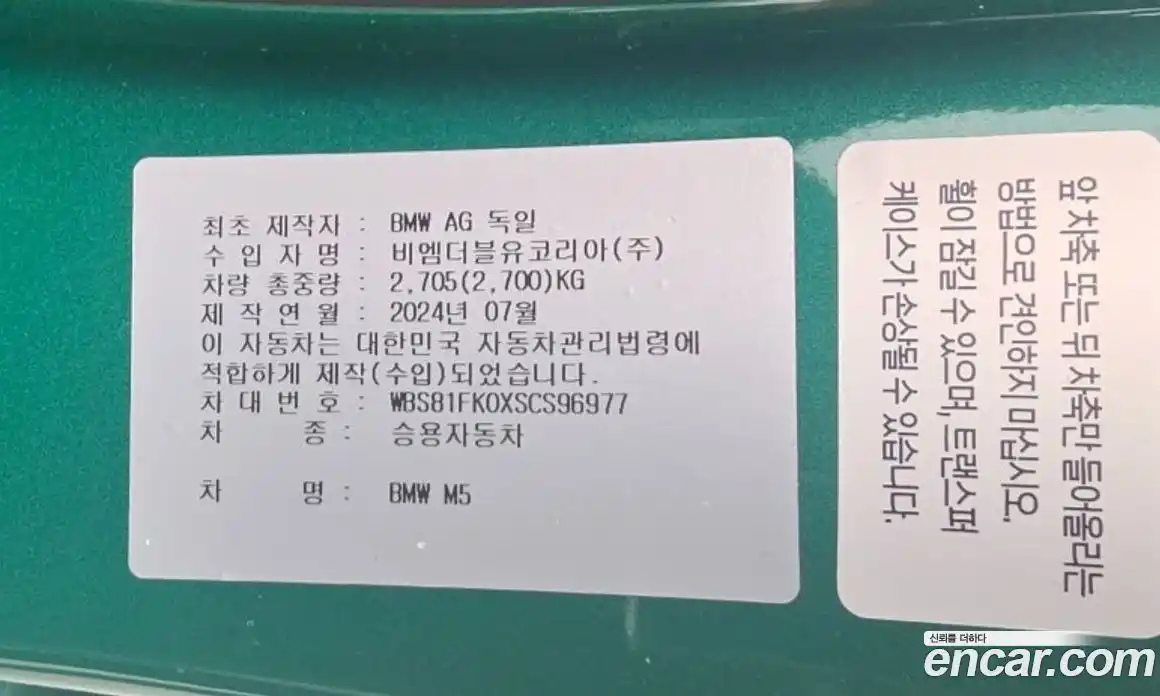 최초 제작자 : BMW AG 독일
수 입 자 명 : 비엠더블유코리아(주)
차량 총중량 : 2,705(2,700)KG
제 작 연 월 : 2024년 07월
이 자동차는 대한민국 자동차관리법령에
적합하게 제작(수입)되었습니다.
차 대 번 호 : WBS81FK0XSCS96977
차 종 : 승용자동차
차 명 : BMW M5
앞 차축 또는 뒤 차축만 들어올리는
방법으로 견인하지 마십시오.
휠이 잠길 수 있으며, 트랜스퍼
케이스가 손상될 수 있습니다.
신뢰를 더하다
encar.com